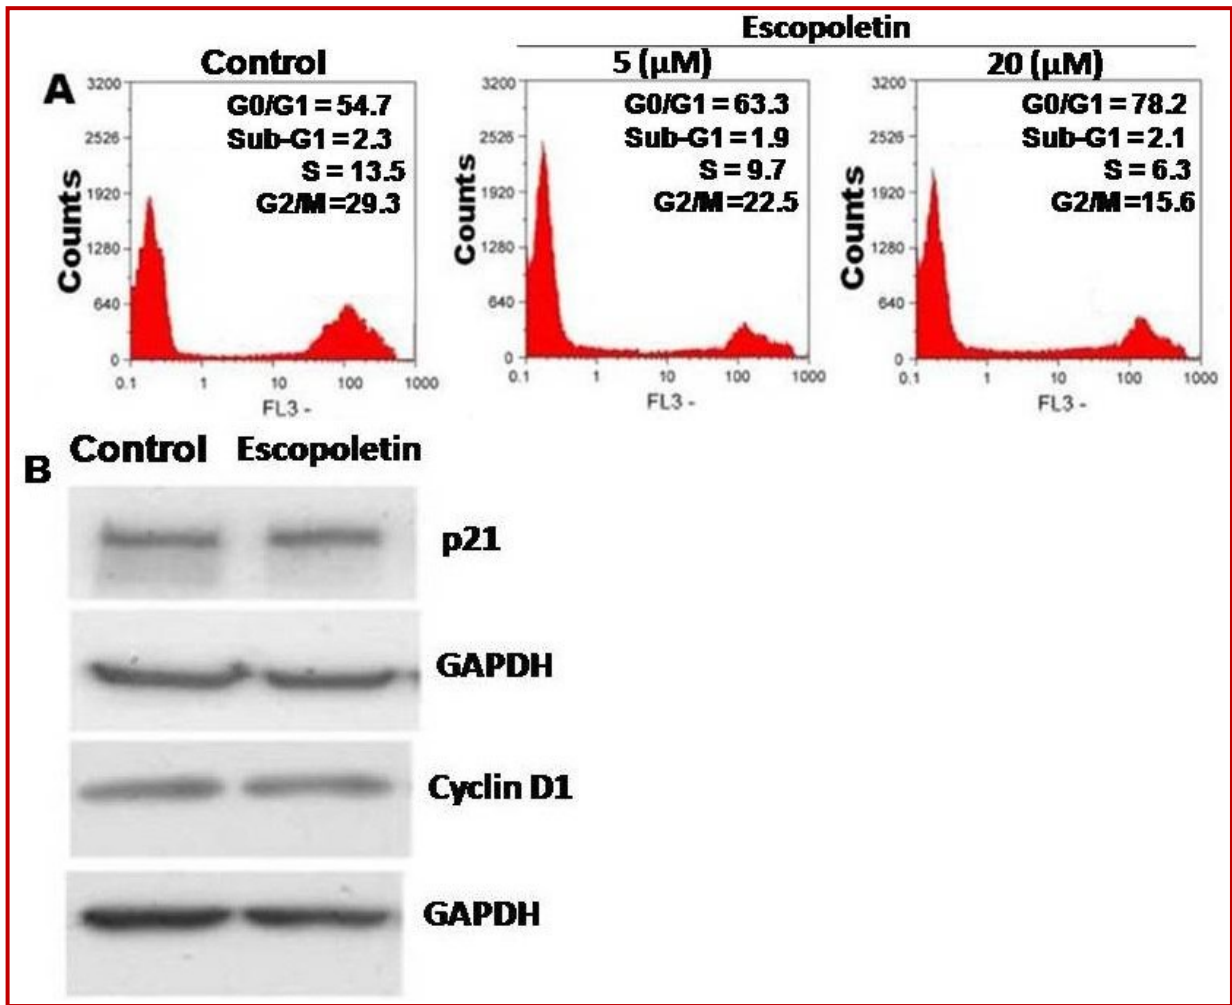 Escopoletin
Control
5 (µM)
20 (µM)
A
3200
2526
1920
1280
640
0
Counts
G0/G1 = 54.7
Sub-G1 = 2.3
S = 13.5
G2/M=29.3
0.1 1 10 100 1000
FL3 -
3200
2526
1920
1280
640
0
Counts
G0/G1 = 63.3
Sub-G1 = 1.9
S = 9.7
G2/M=22.5
0.1 1 10 100 1000
FL3 -
3200
2526
1920
1280
640
0
Counts
G0/G1 = 78.2
Sub-G1 = 2.1
S = 6.3
G2/M=15.6
0.1 1 10 100 1000
FL3 -
B
Control Escopoletin
p21
GAPDH
Cyclin D1
GAPDH